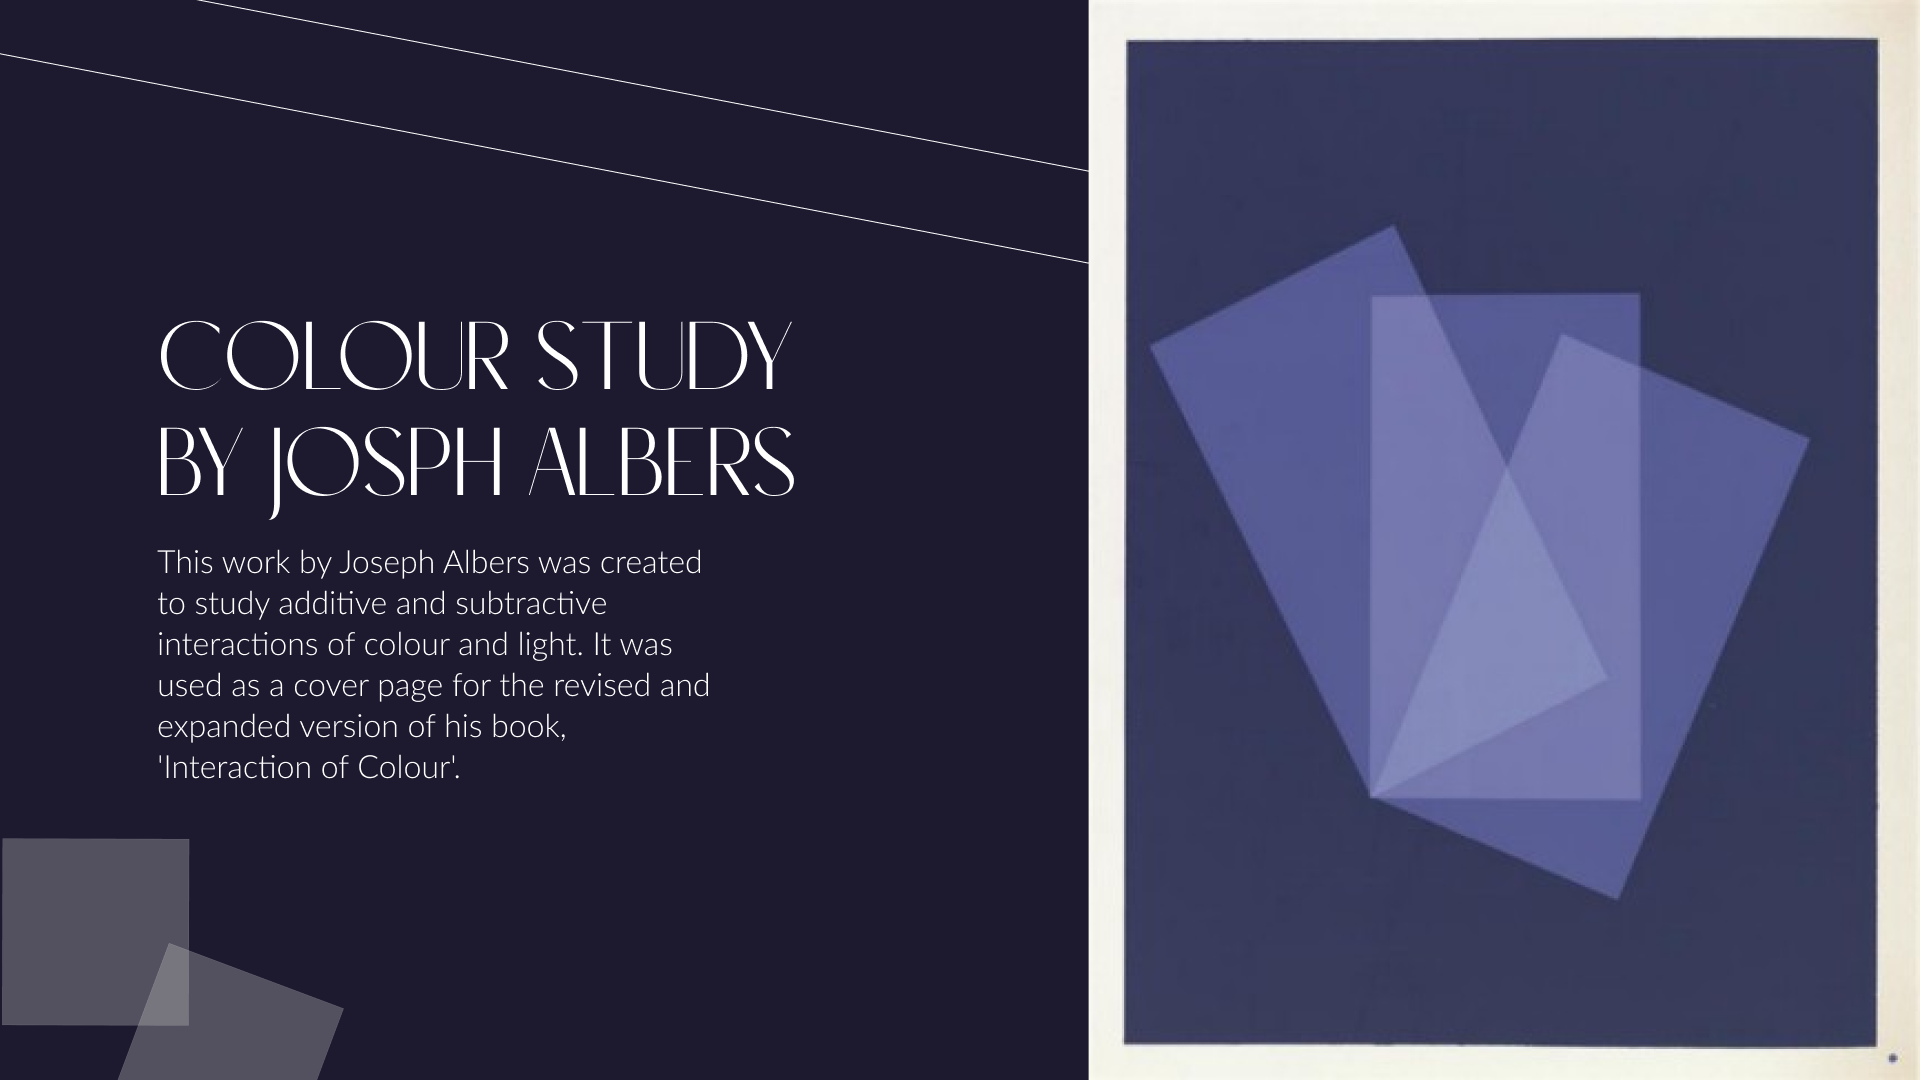 COLOUR STUDY
BY JOSPH ALBERS
This work by Joseph Albers was created
to study additive and subtractive
interactions of colour and light. It was
used as a cover page for the revised and
expanded version of his book,
'Interaction of Colour'.